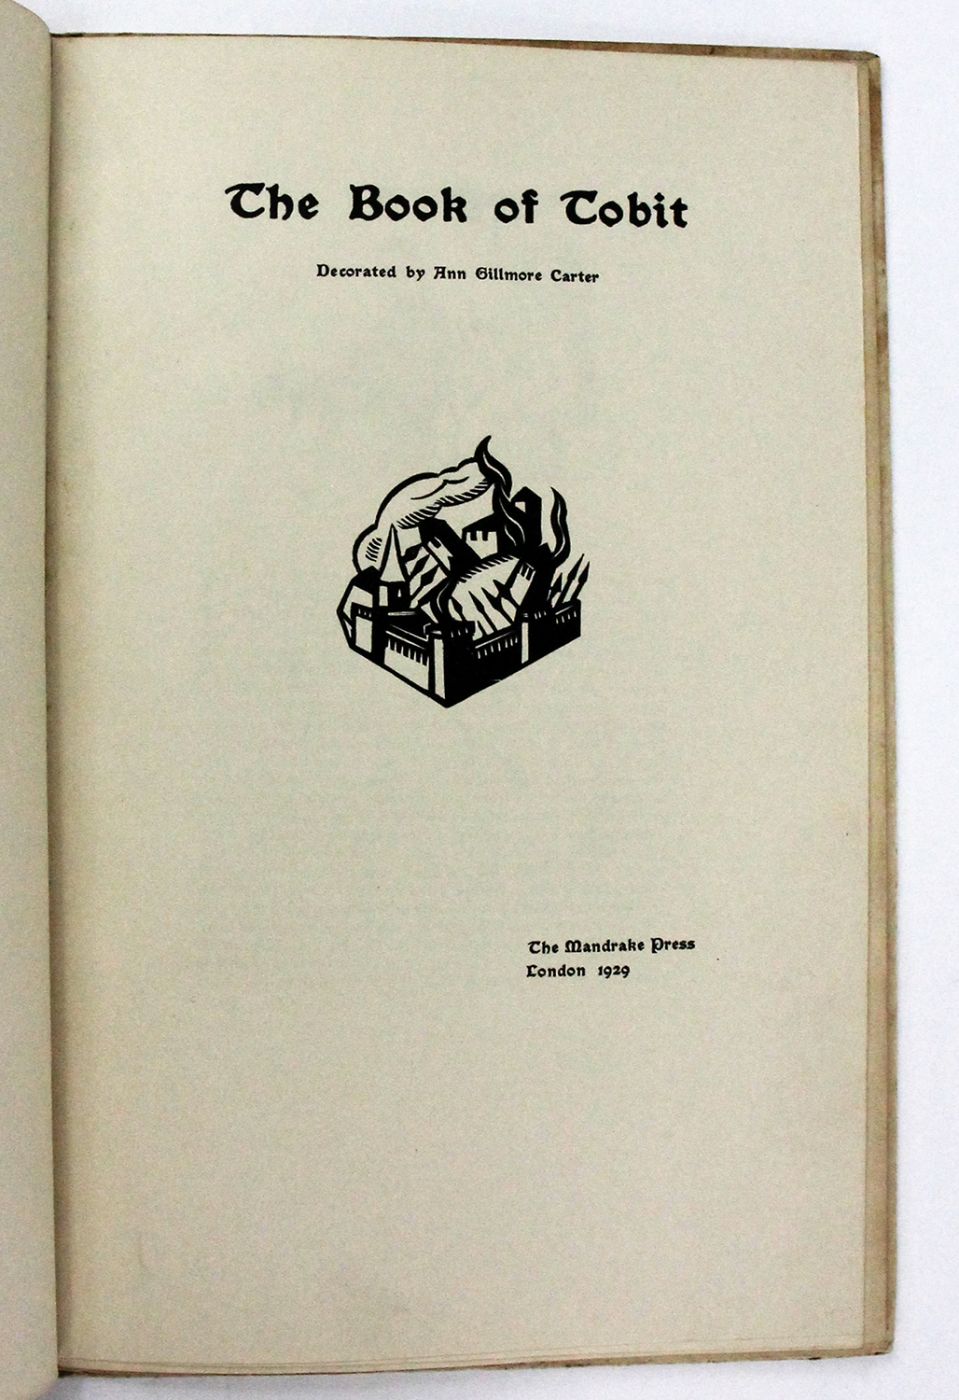 The Book of Tobit
Decorated by Ann Gillmore Carter
The Mandrake Press
London 1929